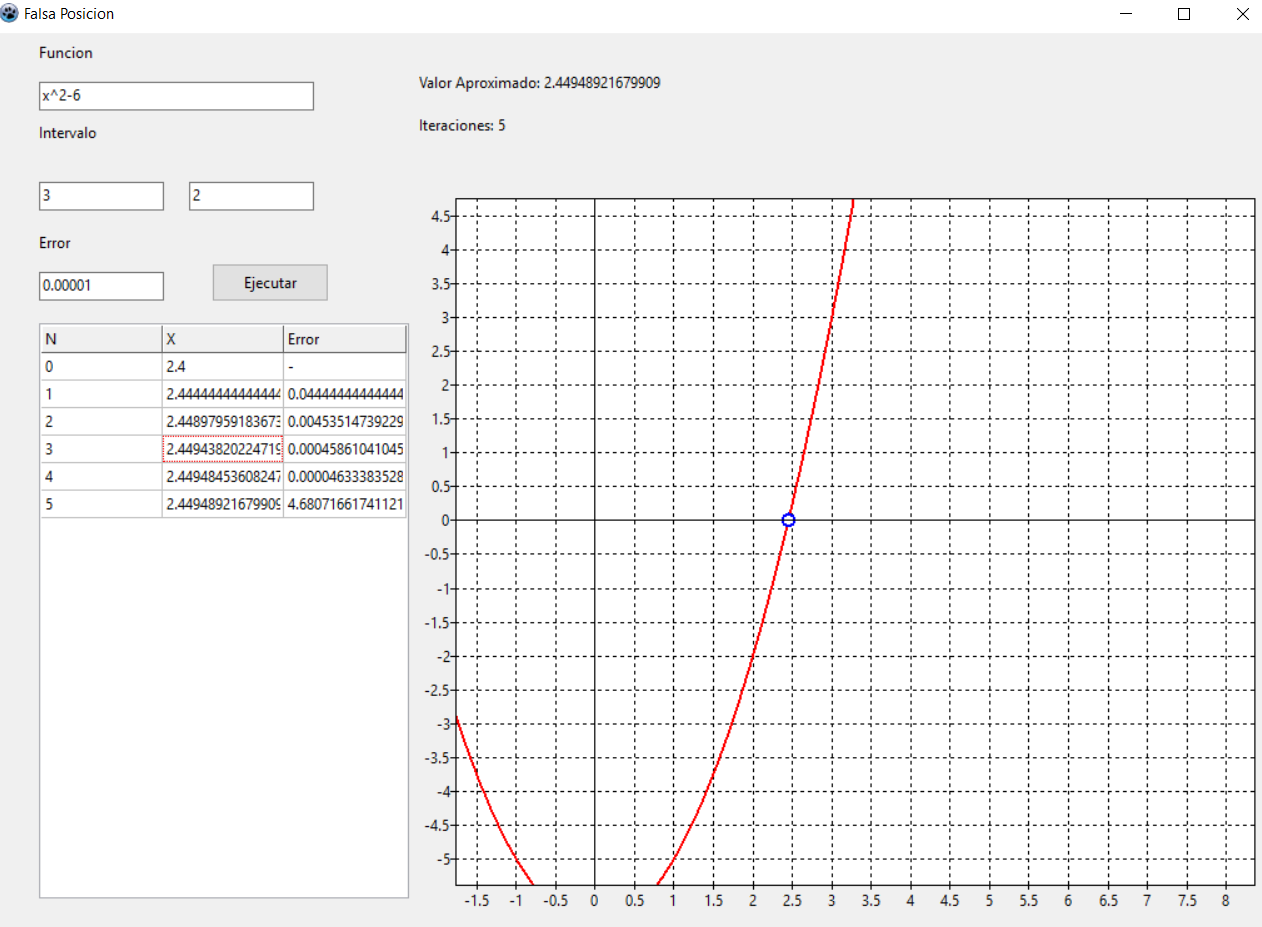 Falsa Posicion
Funcion
x^2-6
Intervalo
3 2
Error
0.00001 Ejecutar
N X Error
0 2.4 -
1 2.44444444444444 0.04444444444444
2 2.44897959183673 0.00453514739229
3 2.44943820224719 0.00045861041045
4 2.44948453608247 0.00004633383528
5 2.44948921679909 4.68071661741121
Valor Aproximado: 2.44948921679909
Iteraciones: 5
4.5
4
3.5
3
2.5
2
1.5
1
0.5
0
-0.5
-1
-1.5
-2
-2.5
-3
-3.5
-4
-4.5
-5
-1.5 -1 -0.5 0 0.5 1 1.5 2 2.5 3 3.5 4 4.5 5 5.5 6 6.5 7 7.5 8